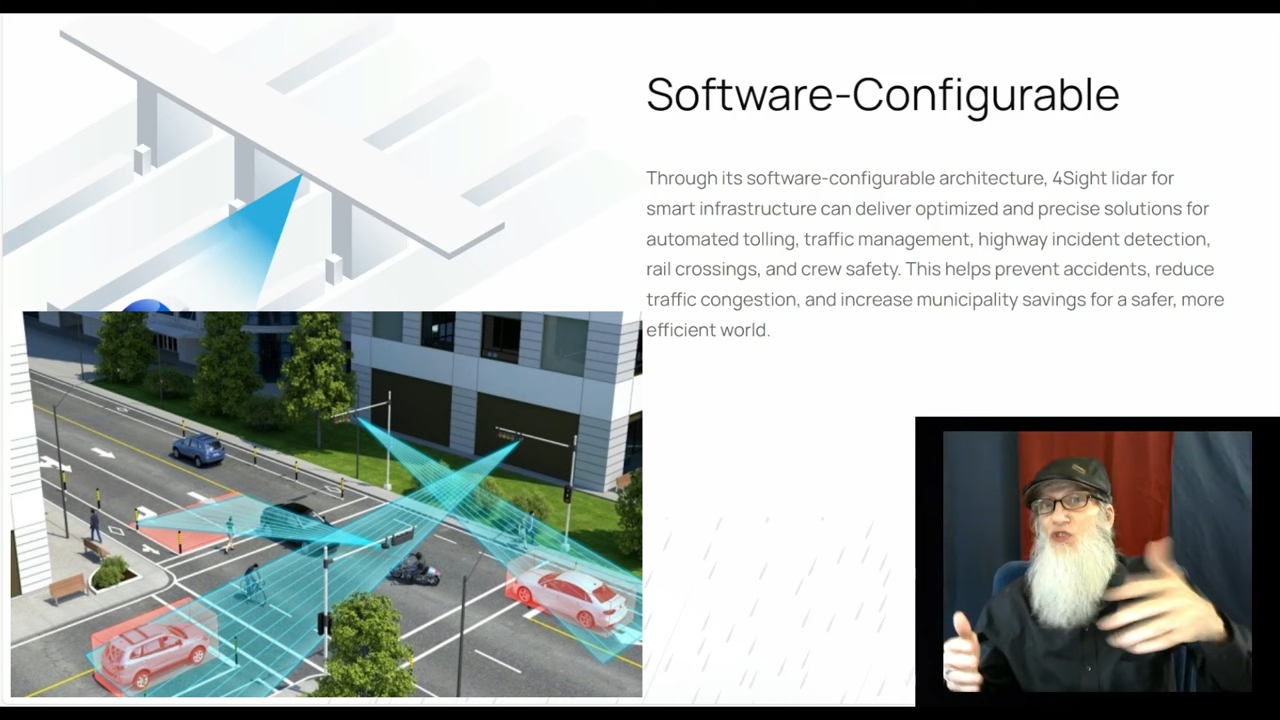 Software-Configurable
Through its software-configurable architecture, 4Sight lidar for
smart infrastructure can deliver optimized and precise solutions for
automated tolling, traffic management, highway incident detection,
rail crossings, and crew safety. This helps prevent accidents, reduce
traffic congestion, and increase municipality savings for a safer, more
efficient world.